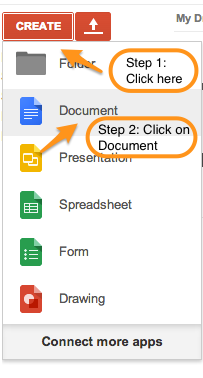 CREATE
My Dr
Folder
Step 1:
Click here
Document
Step 2: Click on
Document
Presentation
Spreadsheet
Form
Drawing
Connect more apps